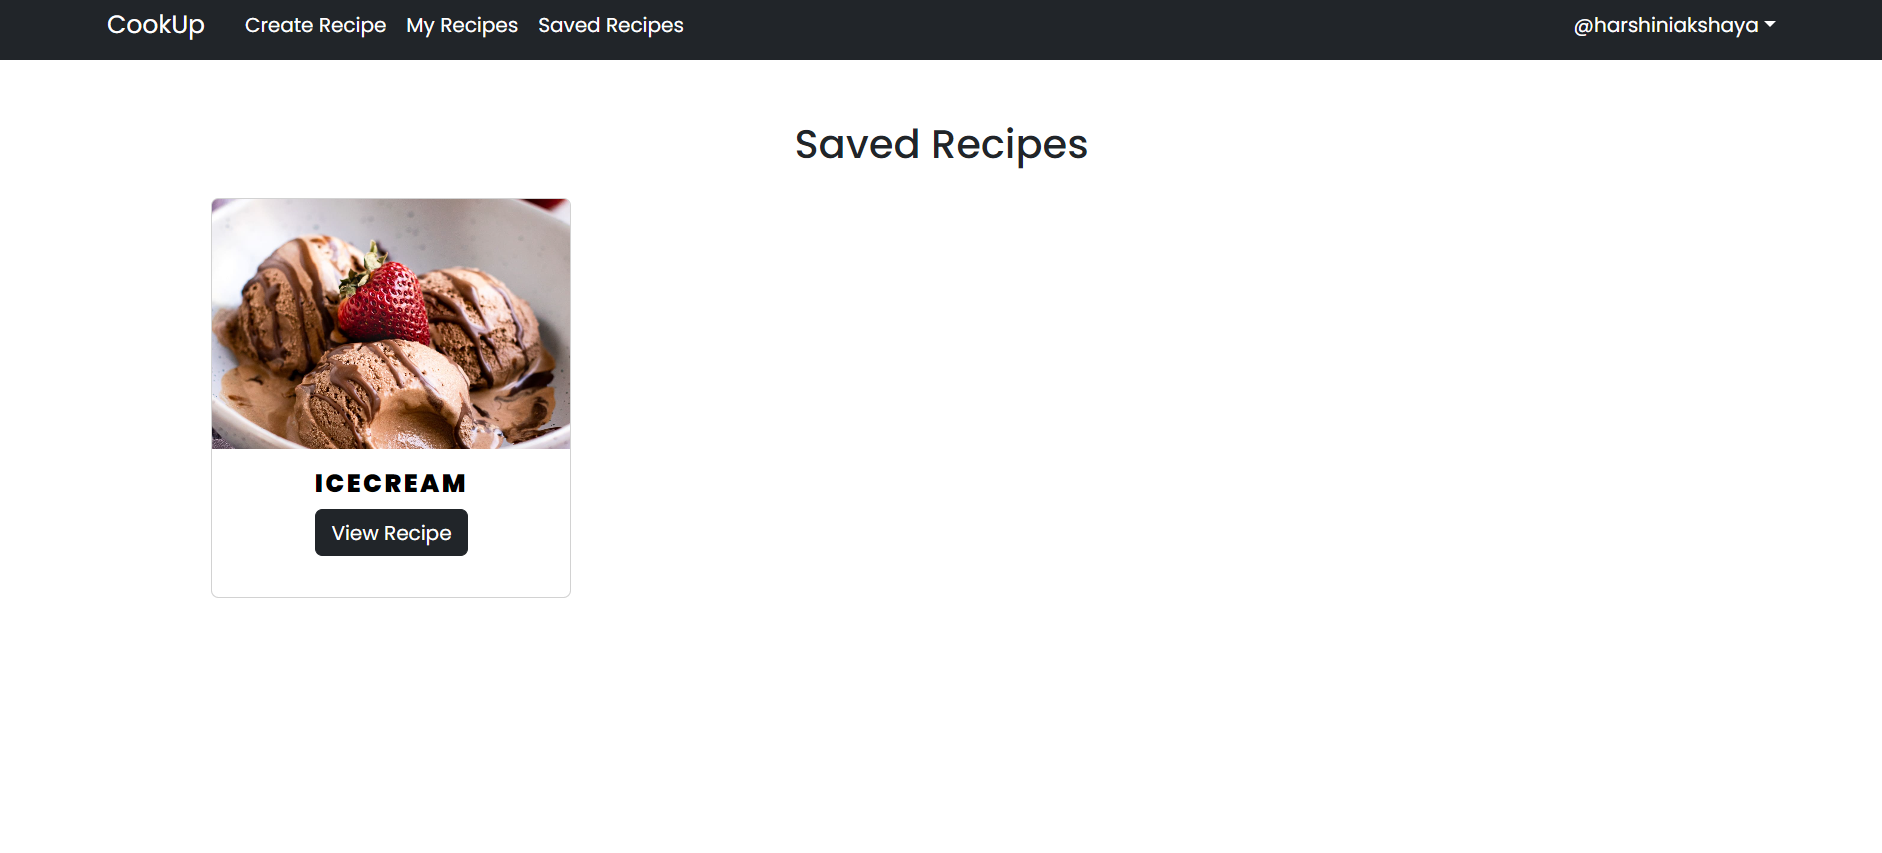 CookUp Create Recipe My Recipes Saved Recipes @harshiniakshaya
Saved Recipes
ICECREAM
View Recipe